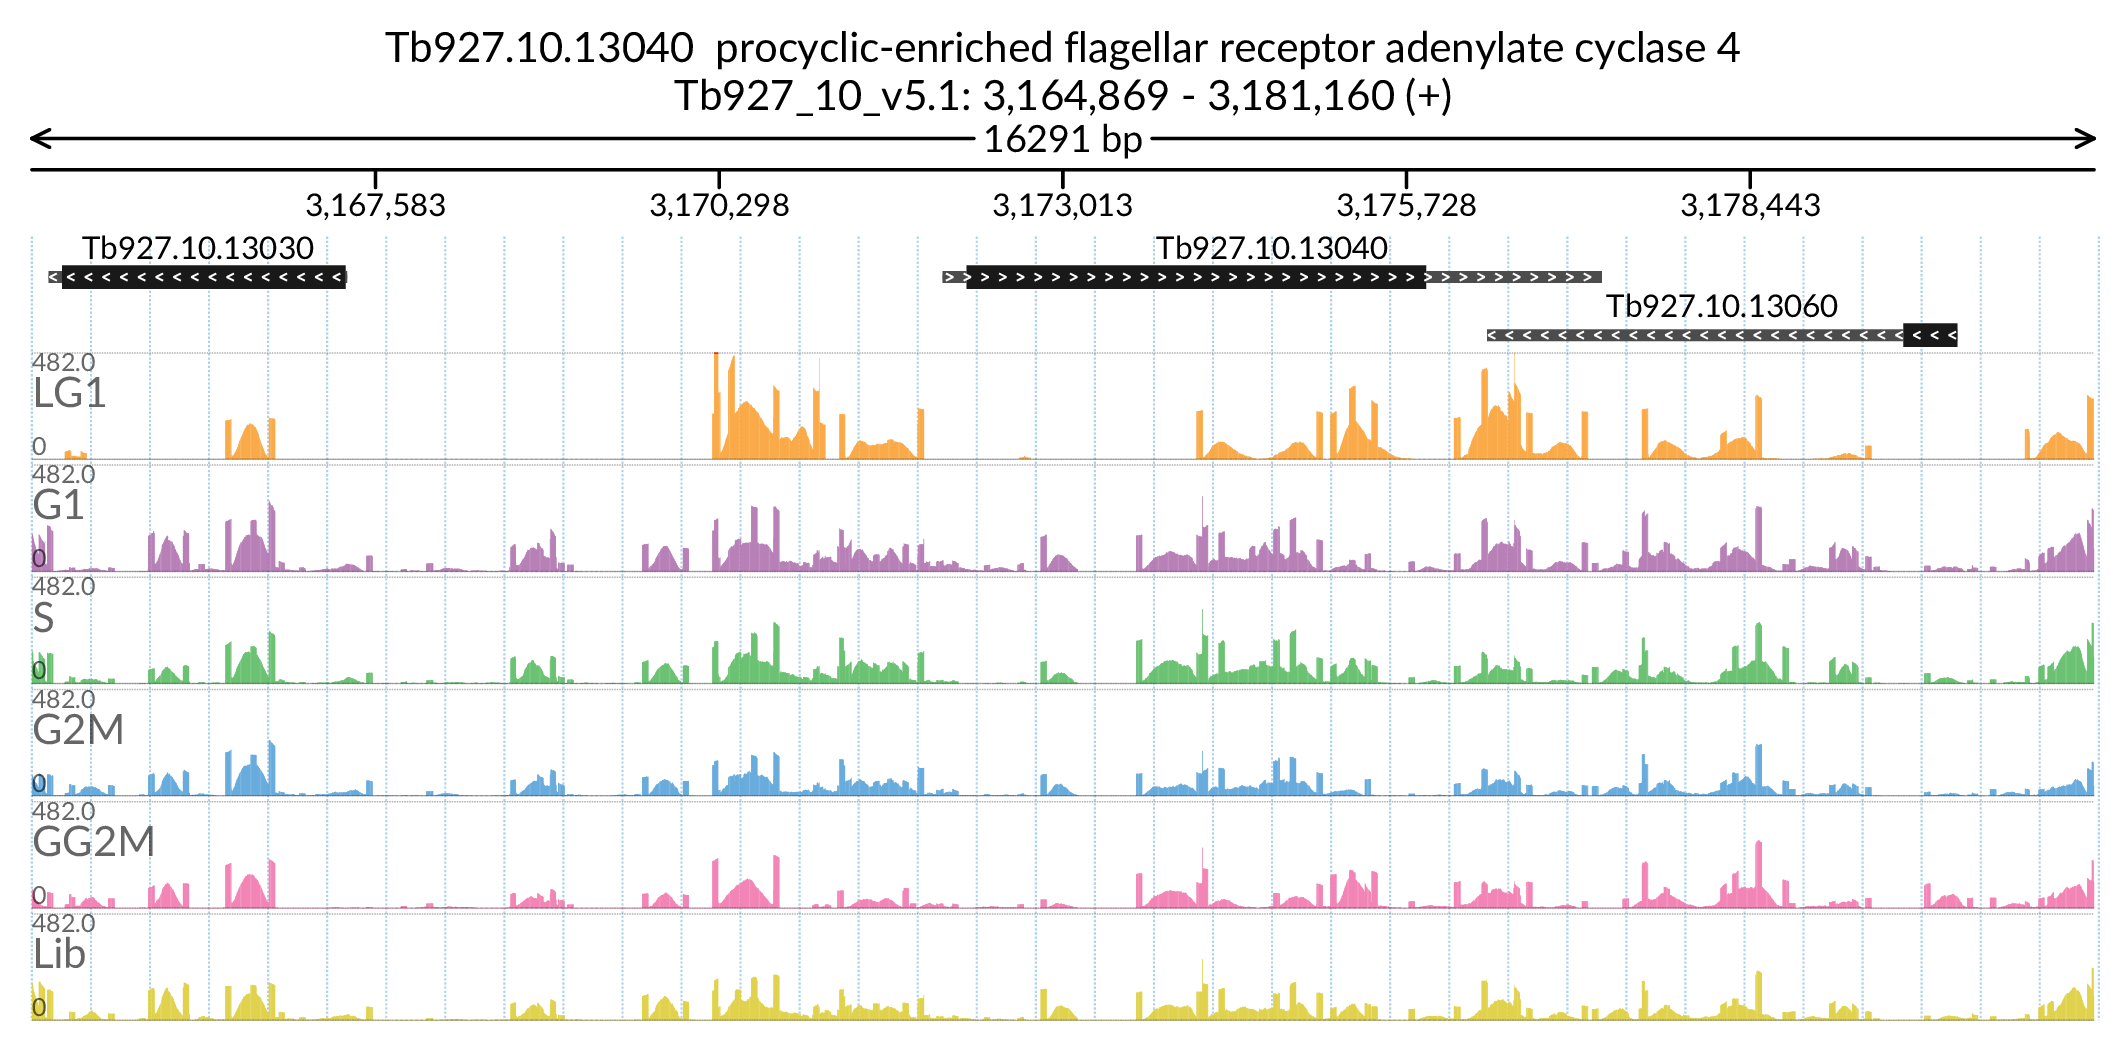 Tb927.10.13040 procyclic-enriched flagellar receptor adenylate cyclase 4
Tb927_10_v5.1: 3,164,869 - 3,181,160 (+)
16291 bp
3,167,583 3,170,298 3,173,013 3,175,728 3,178,443
Tb927.10.13030 Tb927.10.13040
Tb927.10.13060
482.0
LG1
0
482.0
G1
0
482.0
S
0
482.0
G2M
0
482.0
GG2M
0
482.0
Lib
0